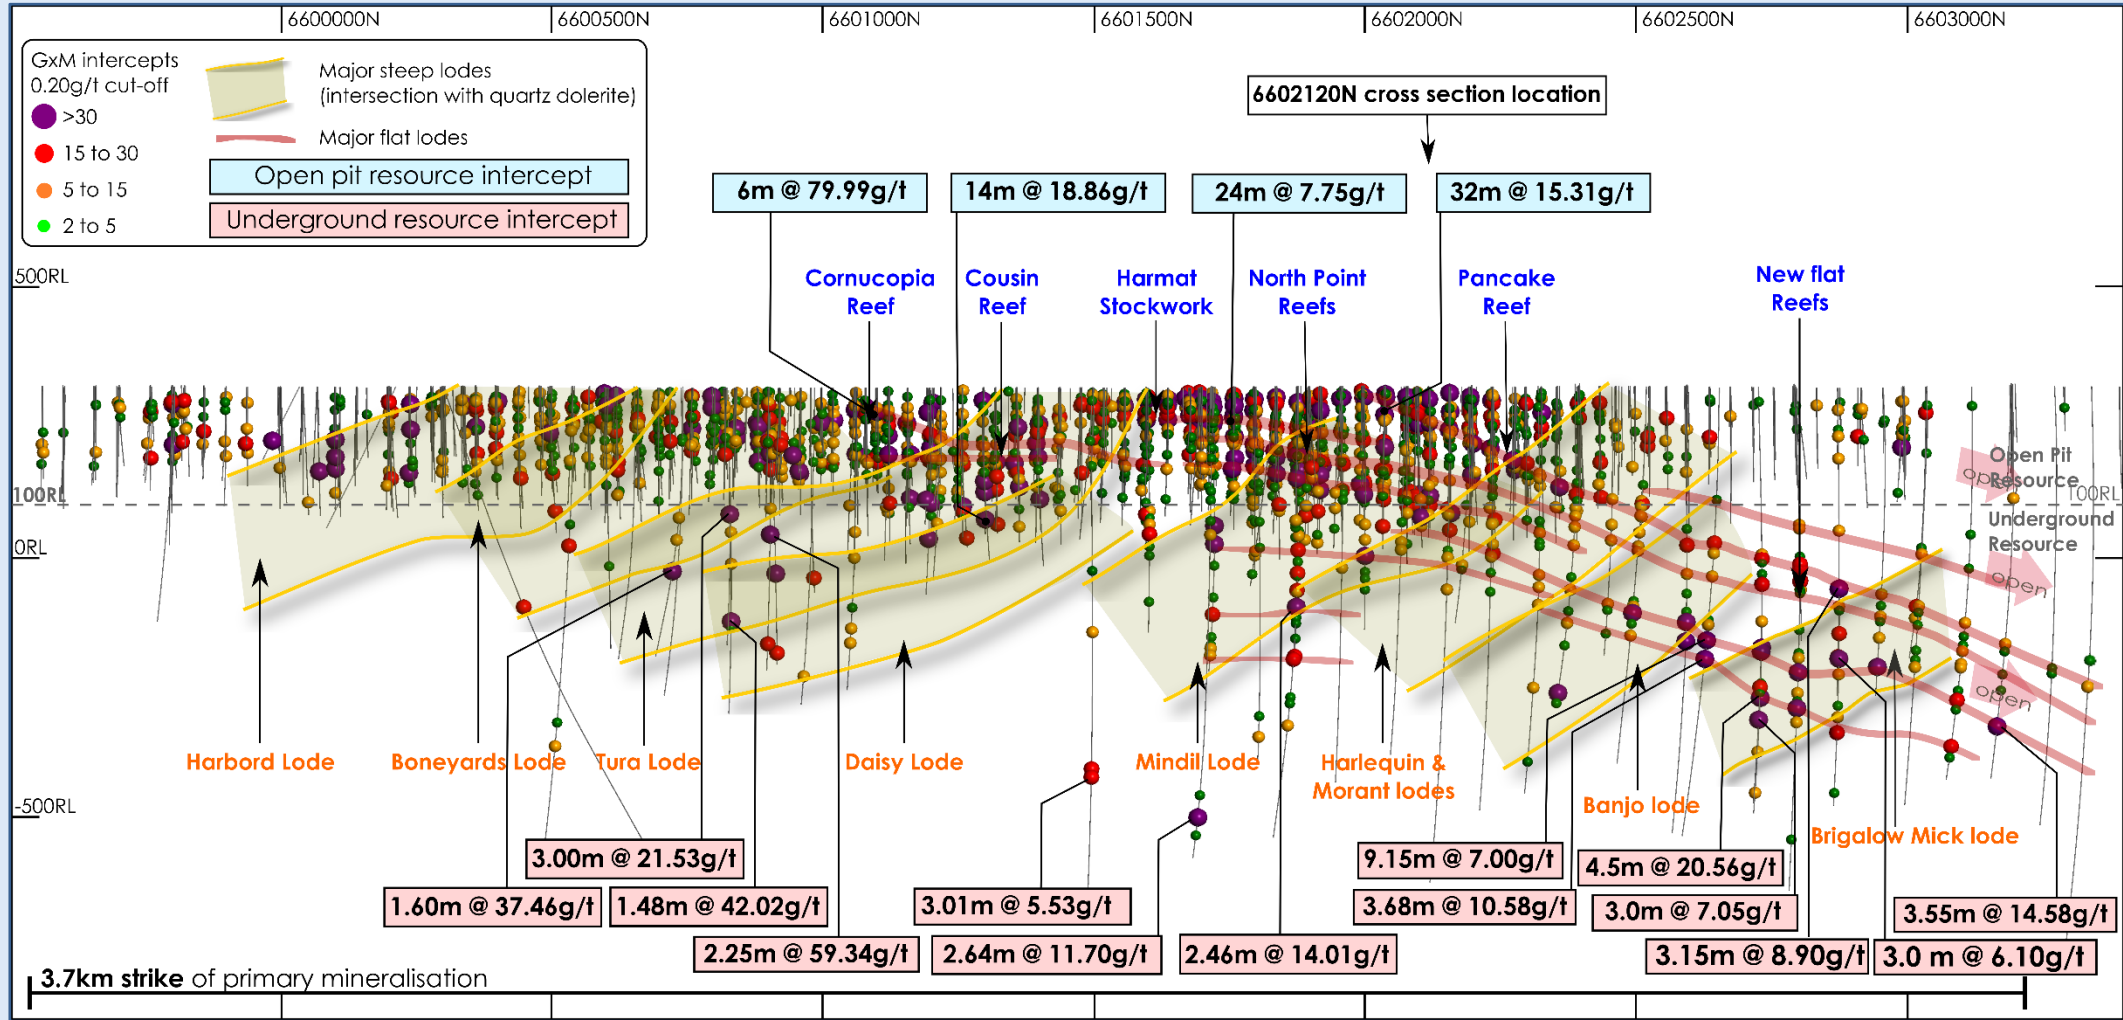 6600000N
6600500N
6601000N
6601500N
6602000N
6602500N
6603000N
GxM intercepts
0.20g/t cut-off
>30
15 to 30
5 to 15
2 to 5
Major steep lodes
(intersection with quartz dolerite)
Major flat lodes
Open pit resource intercept
Underground resource intercept
6602120N cross section location
6m @ 79.99g/t
14m @ 18.86g/t
24m @ 7.75g/t
32m @ 15.31g/t
500RL
Cornucopia
Reef
Cousin
Reef
Harmat
Stockwork
North Point
Reefs
Pancake
Reef
New flat
Reefs
Open Pit
Resource
open
100RL
100RL
Underground
Resource
0RL
open
open
Harbord Lode
Boneyards Lode
Tura Lode
Daisy Lode
Mindil Lode
Harlequin &
Morant lodes
Banjo lode
Brigalow Mick lode
-500RL
3.00m @ 21.53g/t
1.60m @ 37.46g/t
1.48m @ 42.02g/t
2.25m @ 59.34g/t
3.01m @ 5.53g/t
2.64m @ 11.70g/t
2.46m @ 14.01g/t
9.15m @ 7.00g/t
3.68m @ 10.58g/t
4.5m @ 20.56g/t
3.0m @ 7.05g/t
3.15m @ 8.90g/t
3.55m @ 14.58g/t
3.0 m @ 6.10g/t
3.7km strike of primary mineralisation